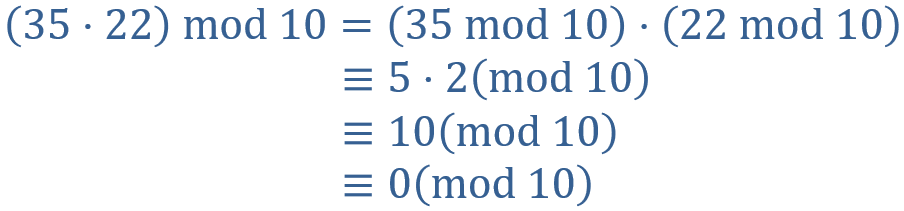 (35 · 22) mod 10 = (35 mod 10) · (22 mod 10)
≡ 5 · 2(mod 10)
≡ 10(mod 10)
≡ 0(mod 10)